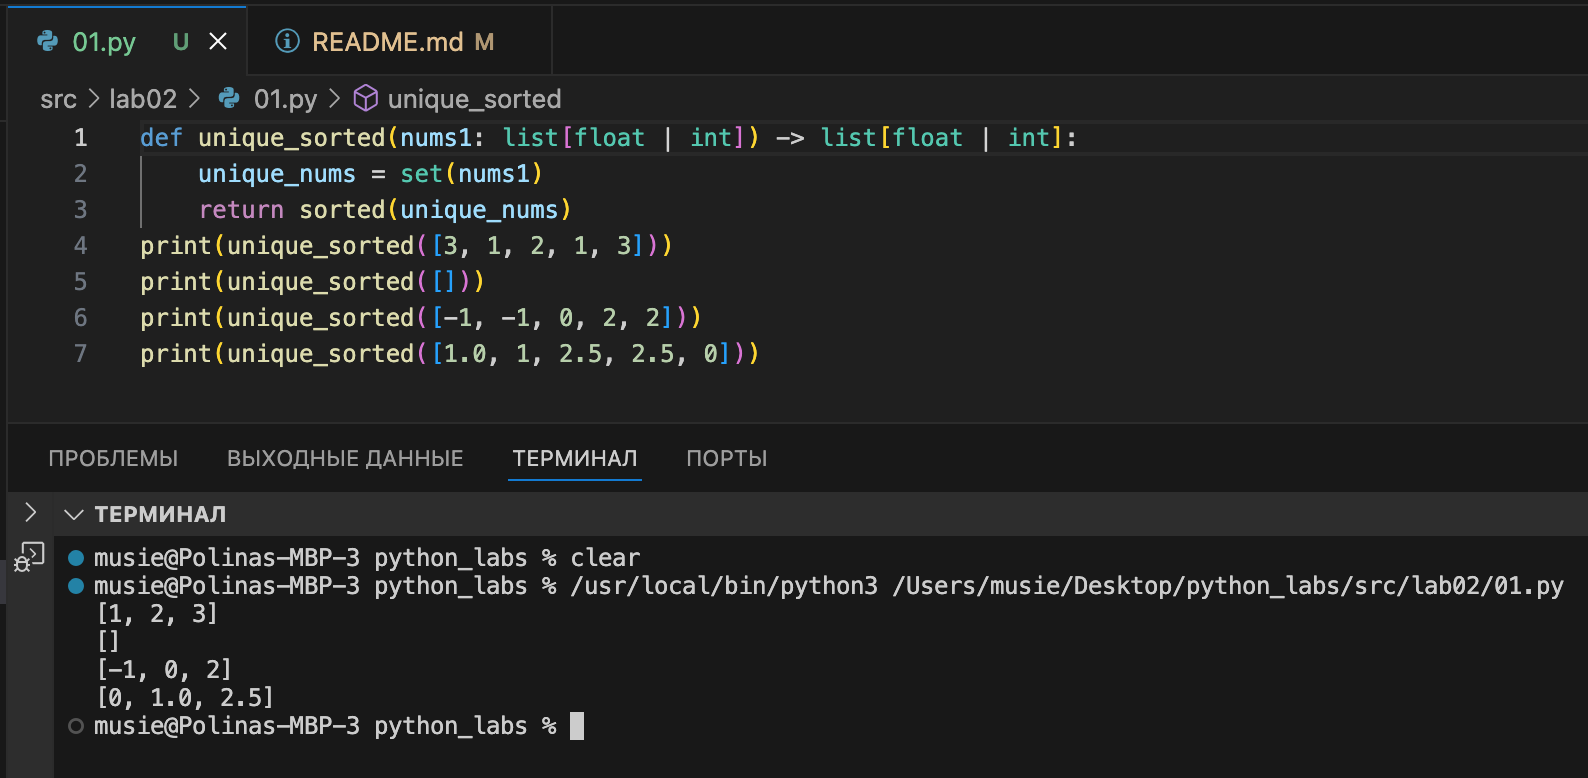 01.py U
README.md M
src > lab02 > 01.py > unique_sorted
1 def unique_sorted(nums1: list[float | int]) -> list[float | int]:
2     unique_nums = set(nums1)
3     return sorted(unique_nums)
4 print(unique_sorted([3, 1, 2, 1, 3]))
5 print(unique_sorted([]))
6 print(unique_sorted([-1, -1, 0, 2, 2]))
7 print(unique_sorted([1.0, 1, 2.5, 2.5, 0]))
ПРОБЛЕМЫ ВЫХОДНЫЕ ДАННЫЕ ТЕРМИНАЛ ПОРТЫ
ТЕРМИНАЛ
musie@Polinas-MBP-3 python_labs % clear
musie@Polinas-MBP-3 python_labs % /usr/local/bin/python3 /Users/musie/Desktop/python_labs/src/lab02/01.py
[1, 2, 3]
[]
[-1, 0, 2]
[0, 1.0, 2.5]
musie@Polinas-MBP-3 python_labs %